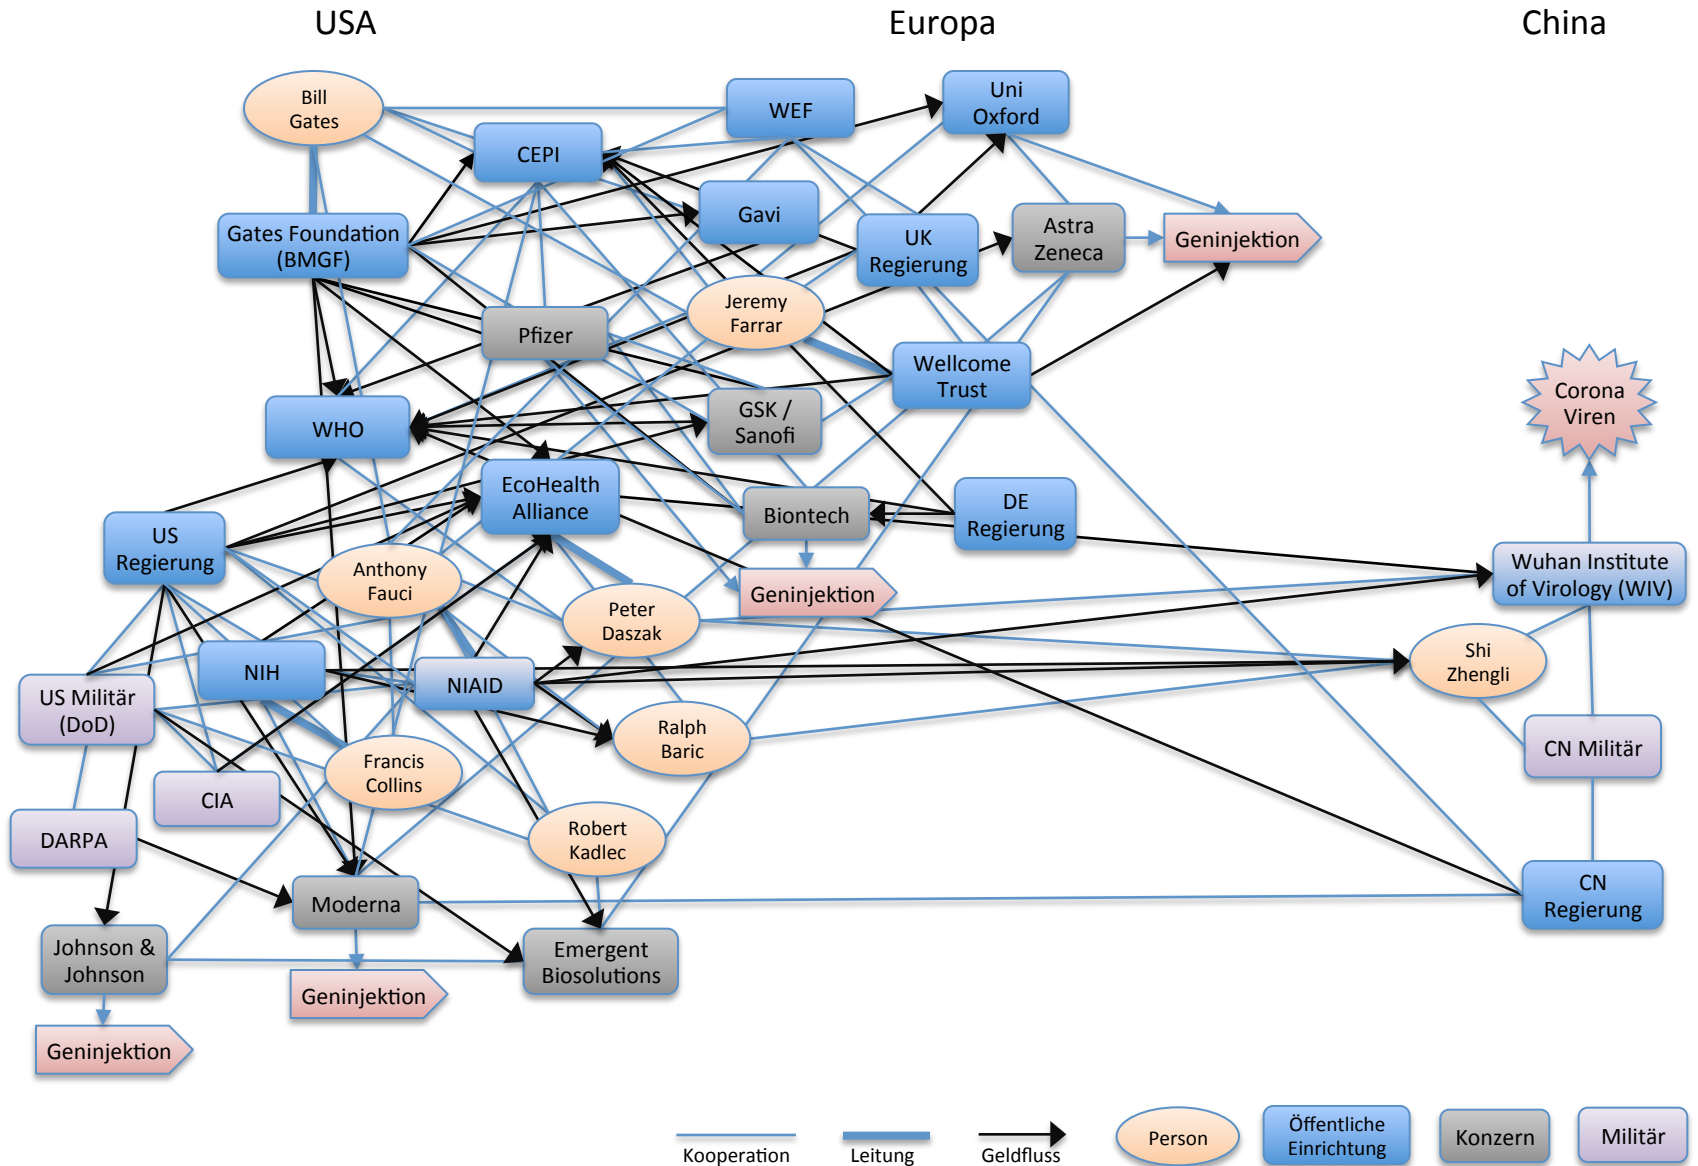 USA
Europa
China
Bill
Gates
WEF
Uni
Oxford
CEPI
Gavi
Gates Foundation
(BMGF)
UK
Regierung
Astra
Zeneca
Geninjektion
Jeremy
Farrar
Pfizer
Wellcome
Trust
Corona
Viren
WHO
GSK /
Sanofi
EcoHealth
Alliance
Biontech
DE
Regierung
US
Regierung
Anthony
Fauci
Wuhan Institute
of Virology (WIV)
Geninjektion
Peter
Daszak
Shi
Zhengli
NIH
NIAID
US Militär
(DoD)
Ralph
Baric
CN Militär
Francis
Collins
CIA
DARPA
Robert
Kadlec
Moderna
CN
Regierung
Johnson &
Johnson
Emergent
Biosolutions
Geninjektion
Geninjektion
Kooperation
Leitung
Geldfluss
Person
Öffentliche
Einrichtung
Konzern
Militär